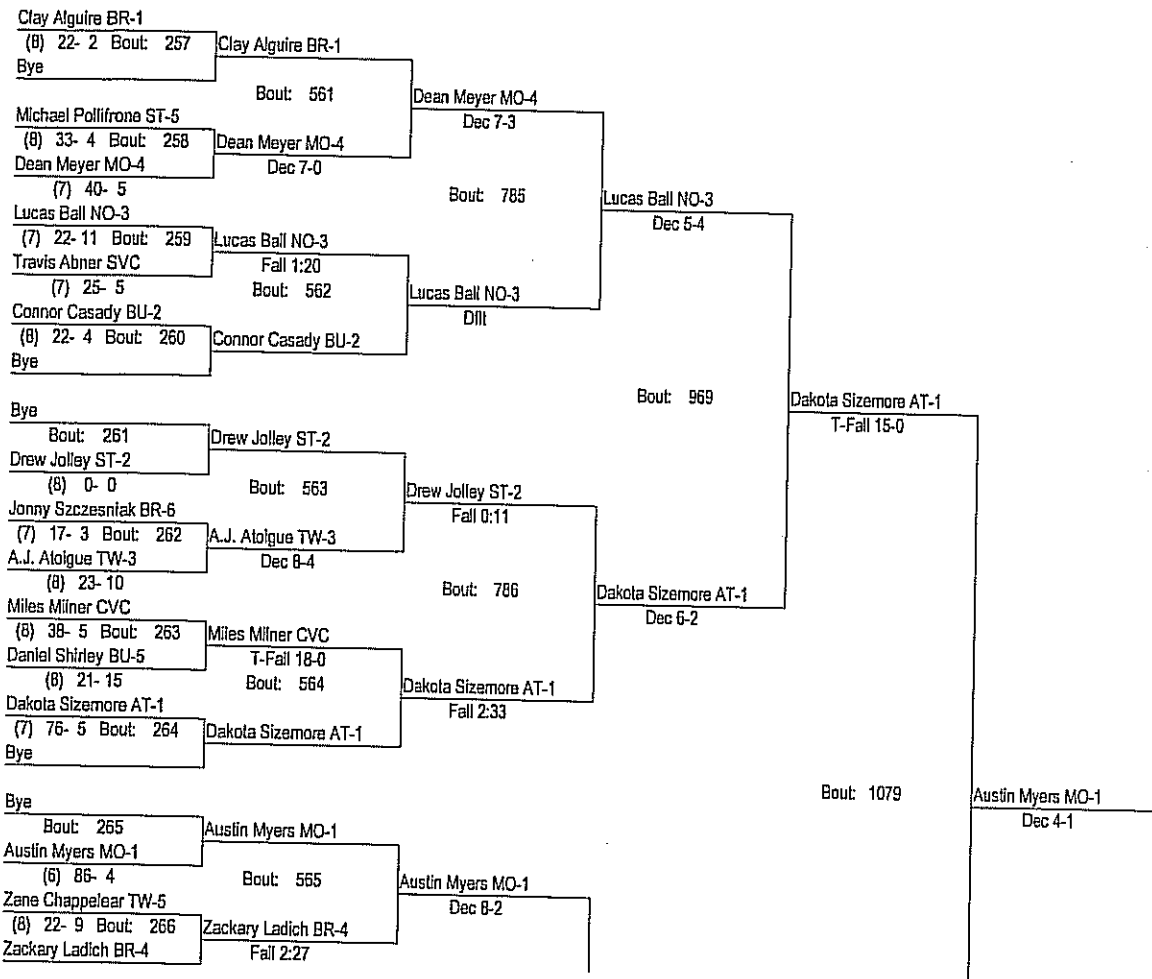 Clay Alguire BR-1
(8) 22- 2 Bout: 257
Bye
Michael Pollifrone ST-5
(8) 33- 4 Bout: 258
Dean Meyer MO-4
(7) 40- 5
Lucas Ball NO-3
(7) 22- 11 Bout: 259
Travis Abner SVC
(7) 25- 5
Connor Casady BU-2
(8) 22- 4 Bout: 260
Bye
Bye
Bout: 261
Drew Jolley ST-2
(8) 0- 0
Jonny Szczesniak BR-6
(7) 17- 3 Bout: 262
A.J. Atoigue TW-3
(8) 23- 10
Miles Milner CVC
(8) 38- 5 Bout: 263
Daniel Shirley BU-5
(8) 21- 15
Dakota Sizemore AT-1
(7) 76- 5 Bout: 264
Bye
Bye
Bout: 265
Austin Myers MO-1
(6) 86- 4
Zane Chappelear TW-5
(8) 22- 9 Bout: 266
Zackary Ladich BR-4
Clay Alguire BR-1
Bout: 561
Dean Meyer MO-4
Dec 7-0
Lucas Ball NO-3
Fall 1:20
Bout: 562
Connor Casady BU-2
Drew Jolley ST-2
Bout: 563
A.J. Atoigue TW-3
Dec 8-4
Miles Milner CVC
T-Fall 18-0
Bout: 564
Dakota Sizemore AT-1
Austin Myers MO-1
Bout: 565
Zackary Ladich BR-4
Fall 2:27
Dean Meyer MO-4
Dec 7-3
Bout: 785
Lucas Ball NO-3
Dflt
Drew Jolley ST-2
Fall 0:11
Bout: 786
Dakota Sizemore AT-1
Fall 2:33
Austin Myers MO-1
Dec 8-2
Lucas Ball NO-3
Dec 5-4
Bout: 969
Dakota Sizemore AT-1
Dec 6-2
Dakota Sizemore AT-1
T-Fall 15-0
Bout: 1079
Austin Myers MO-1
Dec 4-1